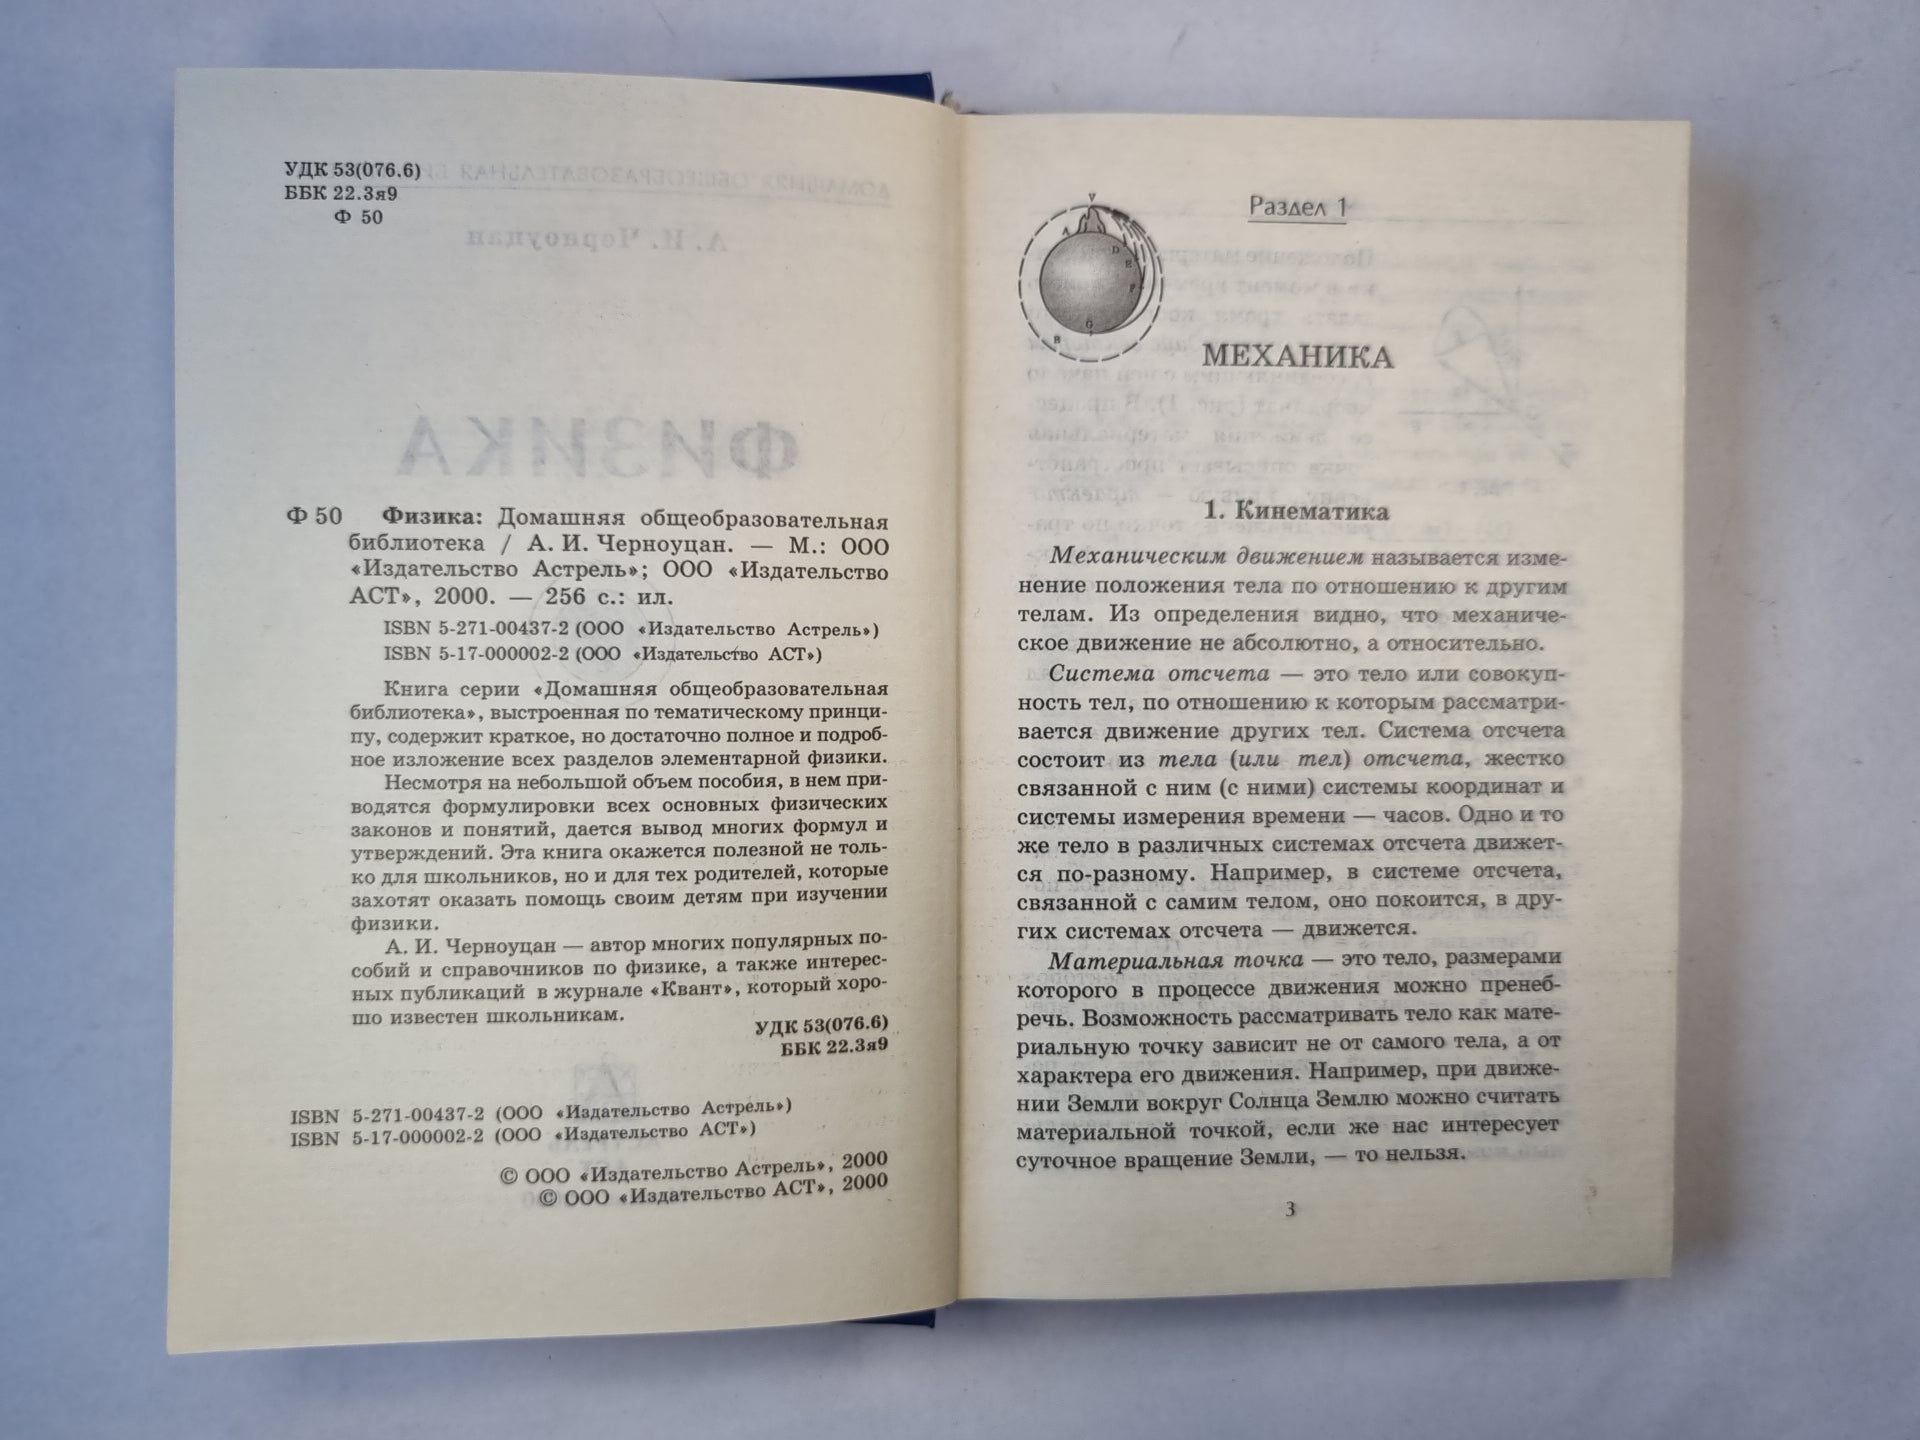 УДК 53(076.6)
ББК 22.3я9
Ф 50
Ф 50 Физика: Домашняя общеобразовательная
библиотека / А. И. Черноуцан. — М.: ООО
«Издательство Астрель»; ООО «Издательство
АСТ», 2000. — 256 с.: ил.
ISBN 5-271-00437-2 (ООО «Издательство Астрель»)
ISBN 5-17-000002-2 (ООО «Издательство АСТ»)
Книга серии «Домашняя общеобразовательная
библиотека», выстроенная по тематическому принци-
пу, содержит краткое, но достаточно полное и подроб-
ное изложение всех разделов элементарной физики.
Несмотря на небольшой объем пособия, в нем при-
водятся формулировки всех основных физических
законов и понятий, дается вывод многих формул и
утверждений. Эта книга окажется полезной не толь-
ко для школьников, но и для тех родителей, которые
захотят оказать помощь своим детям при изучении
физики.
А. И. Черноуцан — автор многих популярных по-
собий и справочников по физике, а также интерес-
ных публикаций в журнале «Квант», который хоро-
шо известен школьникам.
УДК 53(076.6)
ББК 22.3я9
ISBN 5-271-00437-2 (ООО «Издательство Астрель»)
ISBN 5-17-000002-2 (ООО «Издательство АСТ»)
© ООО «Издательство Астрель», 2000
© ООО «Издательство АСТ», 2000
Раздел 1
V
A
D
E
F
G
B
МЕХАНИКА
1. Кинематика
Механическим движением называется изме-
нение положения тела по отношению к другим
телам. Из определения видно, что механиче-
ское движение не абсолютно, а относительно.
Система отсчета — это тело или совокуп-
ность тел, по отношению к которым рассматри-
вается движение других тел. Система отсчета
состоит из тела (или тел) отсчета, жестко
связанной с ним (с ними) системы координат и
системы измерения времени — часов. Одно и то
же тело в различных системах отсчета движет-
ся по-разному. Например, в системе отсчета,
связанной с самим телом, оно покоится, в дру-
гих системах отсчета — движется.
Материальная точка — это тело, размерами
которого в процессе движения можно пренеб-
речь. Возможность рассматривать тело как мате-
риальную точку зависит не от самого тела, а от
характера его движения. Например, при движе-
нии Земли вокруг Солнца Землю можно считать
материальной точкой, если же нас интересует
суточное вращение Земли, — то нельзя.
3